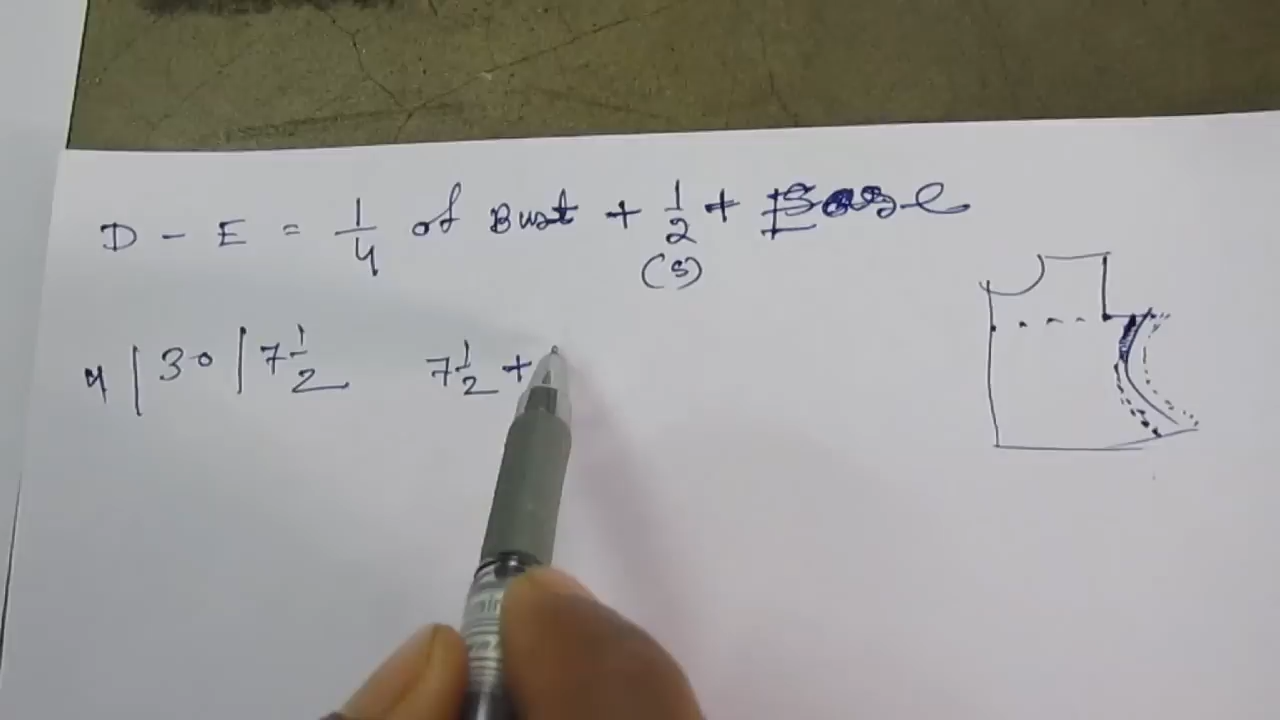 D - E = 1/4 of Bust + 1/2 + Ease
(S)
4 | 30 | 7 1/2 7 1/2 +